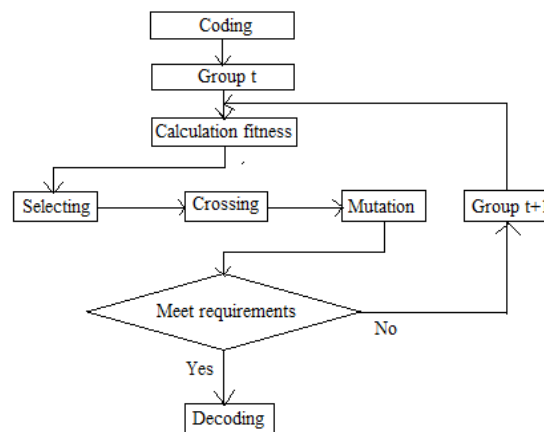 Coding
Group t
Calculation fitness
Selecting
Crossing
Mutation
Group t+1
Meet requirements
No
Yes
Decoding